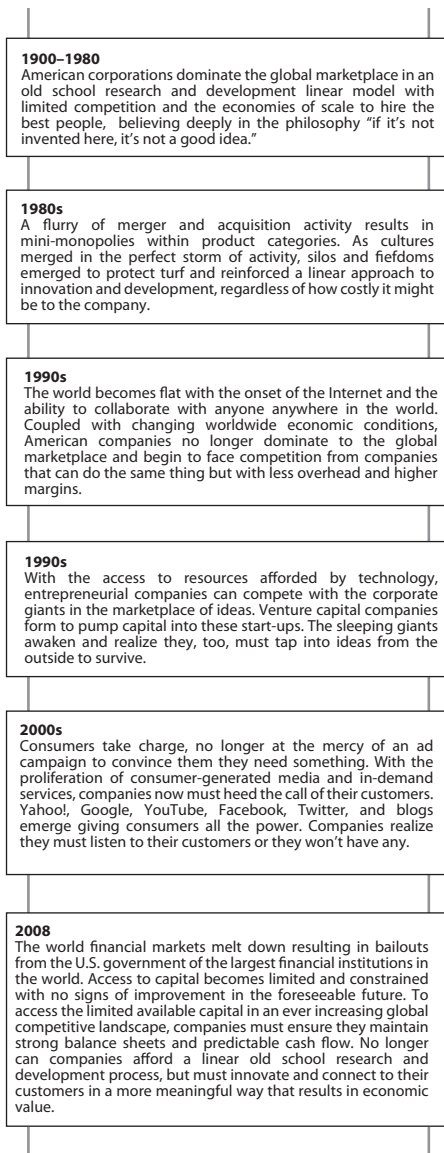 1900–1980
American corporations dominate the global marketplace in an
old school research and development linear model with
limited competition and the economies of scale to hire the
best people, believing deeply in the philosophy “if it’s not
invented here, it’s not a good idea.”
1980s
A flurry of merger and acquisition activity results in
mini-monopolies within product categories. As cultures
merged in the perfect storm of activity, silos and fiefdoms
emerged to protect turf and reinforced a linear approach to
innovation and development, regardless of how costly it might
be to the company.
1990s
The world becomes flat with the onset of the Internet and the
ability to collaborate with anyone anywhere in the world.
Coupled with changing worldwide economic conditions,
American companies no longer dominate to the global
marketplace and begin to face competition from companies
that can do the same thing but with less overhead and higher
margins.
1990s
With the access to resources afforded by technology,
entrepreneurial companies can compete with the corporate
giants in the marketplace of ideas. Venture capital companies
form to pump capital into these start-ups. The sleeping giants
awaken and realize they, too, must tap into ideas from the
outside to survive.
2000s
Consumers take charge, no longer at the mercy of an ad
campaign to convince them they need something. With the
proliferation of consumer-generated media and in-demand
services, companies now must heed the call of their customers.
Yahoo!, Google, YouTube, Facebook, Twitter, and blogs
emerge giving consumers all the power. Companies realize
they must listen to their customers or they won’t have any.
2008
The world financial markets melt down resulting in bailouts
from the U.S. government of the largest financial institutions in
the world. Access to capital becomes limited and constrained
with no signs of improvement in the foreseeable future. To
access the limited available capital in an ever increasing global
competitive landscape, companies must ensure they maintain
strong balance sheets and predictable cash flow. No longer
can companies afford a linear old school research and
development process, but must innovate and connect to their
customers in a more meaningful way that results in economic
value.